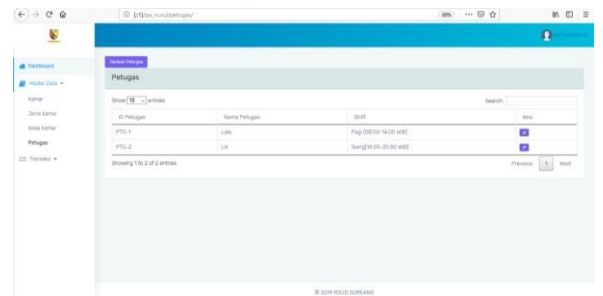 Dashboard
Master Data
Kamar
Jenis Kamar
Kelas Kamar
Petugas
Transaksi
Tambah Petugas
Petugas
Show 10 entries
Search:
ID Petugas Nama Petugas Shift Aksi
PTG-1 Pagi (08.00-14.00 WIB)
PTG-2 Lili Siang(14.00-20.00 WIB)
Showing 1 to 2 of 2 entries
Previous 1 Next
© 2019 RSUD SOREANG